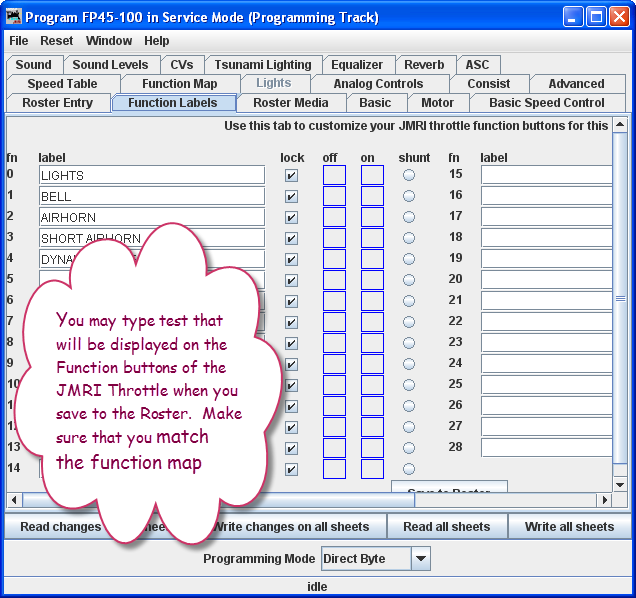 Program FP45-100 in Service Mode (Programming Track)
File Reset Window Help
Sound Sound Levels CVs Tsunami Lighting Equalizer Reverb ASC
Speed Table Function Map Lights Analog Controls Consist Advanced
Roster Entry Function Labels Roster Media Basic Motor Basic Speed Control
Use this tab to customize your JMRI throttle function buttons for this
fn label lock off on shunt fn label
0 LIGHTS 15
1 BELL 16
2 AIRHORN 17
3 SHORT AIRHORN 18
4 19
5 20
6 21
7 22
8 23
9 24
10 25
11 26
12 27
13 28
14
You may type test that
will be displayed on the
Function buttons of the
JMRI Throttle when you
save to the Roster. Make
sure that you match
the function map
Save to Roster
Read changes Write changes on all sheets Read all sheets Write all sheets
Programming Mode Direct Byte
idle